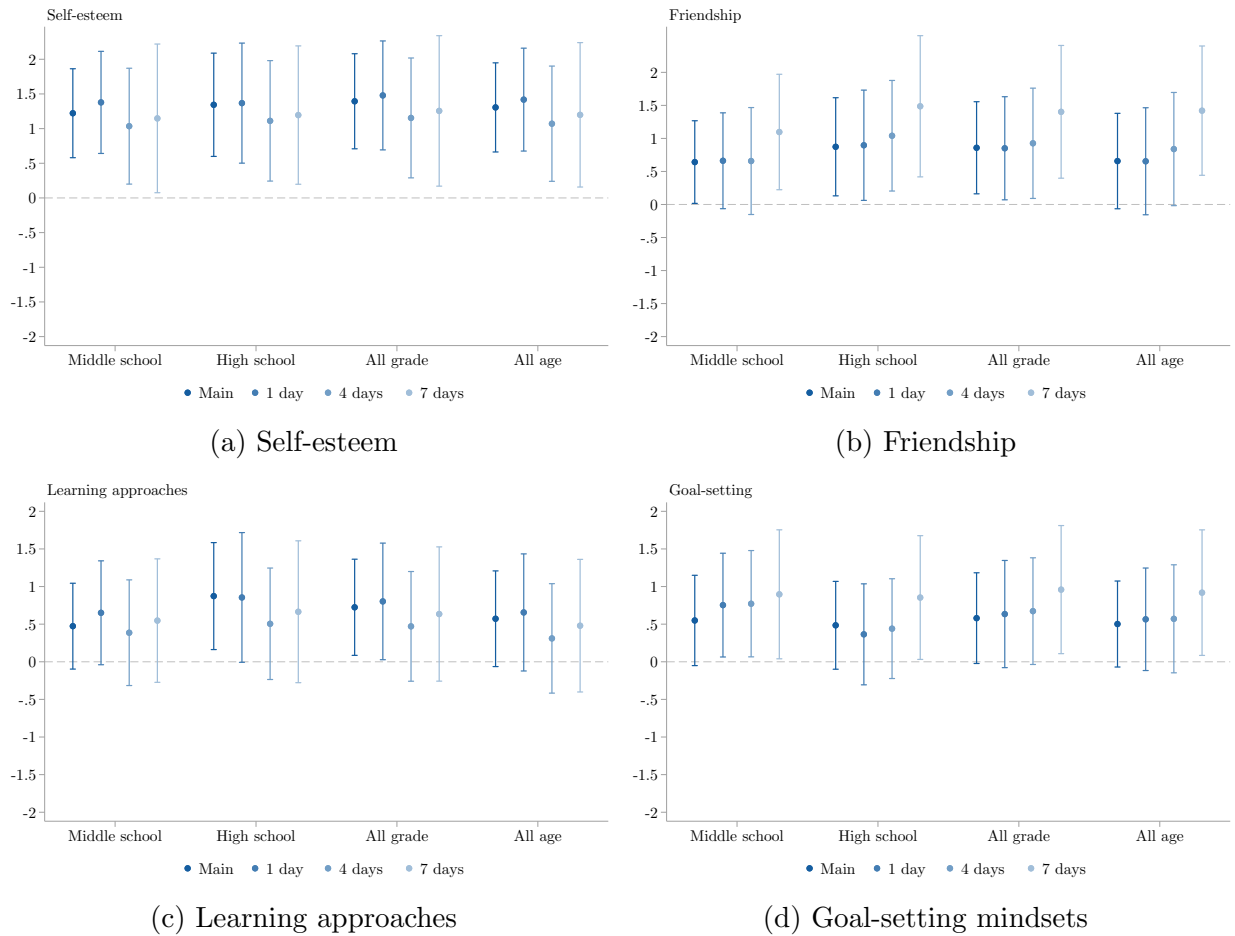 Self-esteem
2
1.5
1
.5
0
-.5
-1
-1.5
-2
Middle school High school All grade All age
Main 1 day 4 days 7 days
(a) Self-esteem
Friendship
2
1.5
1
.5
0
-.5
-1
-1.5
-2
Middle school High school All grade All age
Main 1 day 4 days 7 days
(b) Friendship
Learning approaches
2
1.5
1
.5
0
-.5
-1
-1.5
-2
Middle school High school All grade All age
Main 1 day 4 days 7 days
(c) Learning approaches
Goal-setting
2
1.5
1
.5
0
-.5
-1
-1.5
-2
Middle school High school All grade All age
Main 1 day 4 days 7 days
(d) Goal-setting mindsets